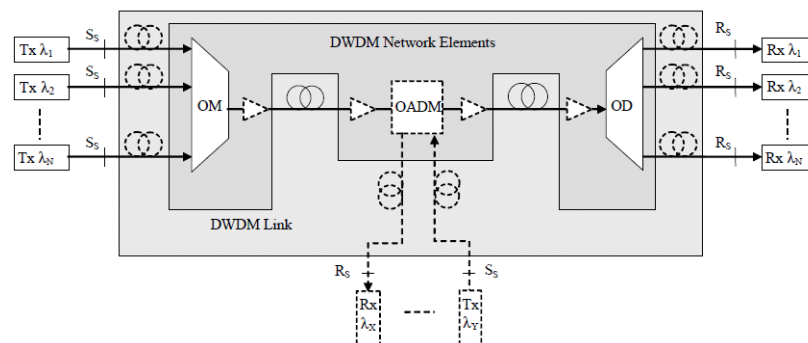 Tx λ1
Tx λ2
Tx λN
SS
SS
SS
DWDM Network Elements
OM
OADM
OD
DWDM Link
RS
RS
RS
Rx λ1
Rx λ2
Rx λN
RS
SS
Rx
λX
Tx
λY